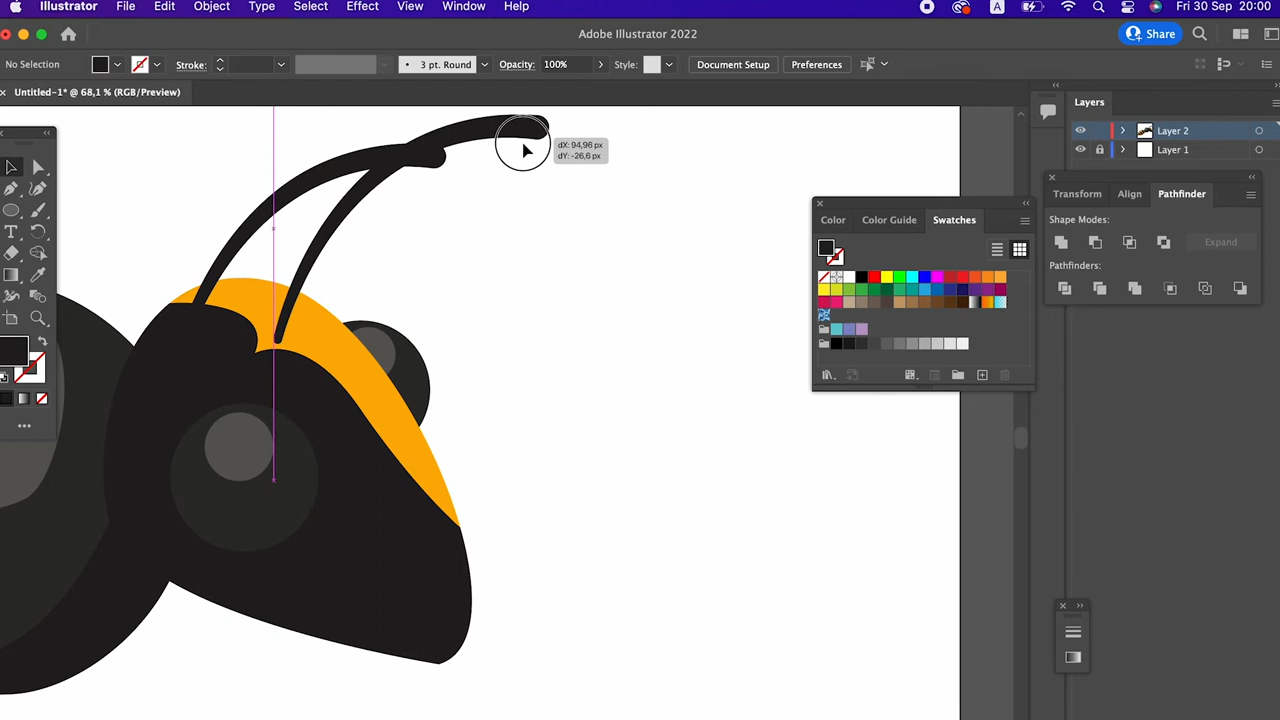 Illustrator File Edit Object Type Select Effect View Window Help A Fri 30 Sep 20:00
Adobe Illustrator 2022
Share
No Selection Stroke: 3 pt. Round Opacity: 100% Style: Document Setup Preferences
Untitled-1* @ 68,1 % (RGB/Preview)
Layers
Layer 2
Layer 1
dX: 94,96 px
dY: -26,6 px
Transform Align Pathfinder
Shape Modes:
Expand
Pathfinders:
Color Color Guide Swatches